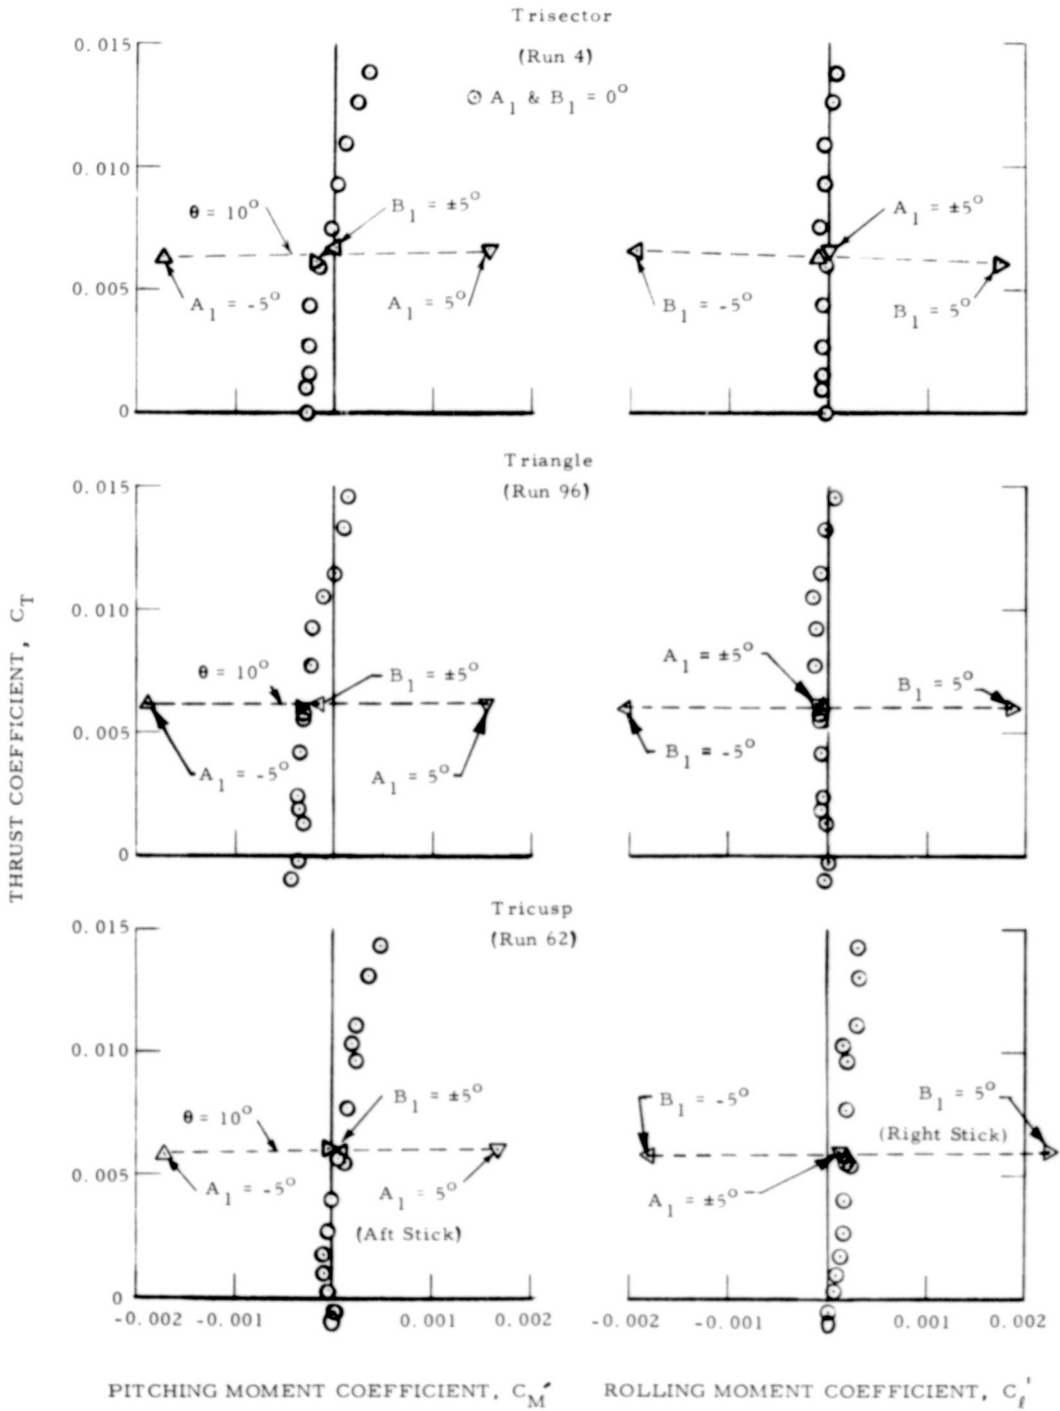 Trisector
(Run 4)
⊙ A₁ & B₁ = 0°
0.015
0.010
0.005
0
θ = 10°
B₁ = ±5°
A₁ = -5°
A₁ = 5°
A₁ = ±5°
B₁ = -5°
B₁ = 5°
Triangle
(Run 96)
0.015
0.010
0.005
0
θ = 10°
B₁ = ±5°
A₁ = -5°
A₁ = 5°
A₁ = ±5°
B₁ = 5°
B₁ = -5°
THRUST COEFFICIENT, C_T
Tricusp
(Run 62)
0.015
0.010
0.005
0
θ = 10°
B₁ = ±5°
A₁ = -5°
A₁ = 5°
(Aft Stick)
B₁ = -5°
B₁ = 5°
(Right Stick)
A₁ = ±5°
-0.002 -0.001 0.001 0.002
-0.002 -0.001 0.001 0.002
PITCHING MOMENT COEFFICIENT, C_M′
ROLLING MOMENT COEFFICIENT, C_ℓ'